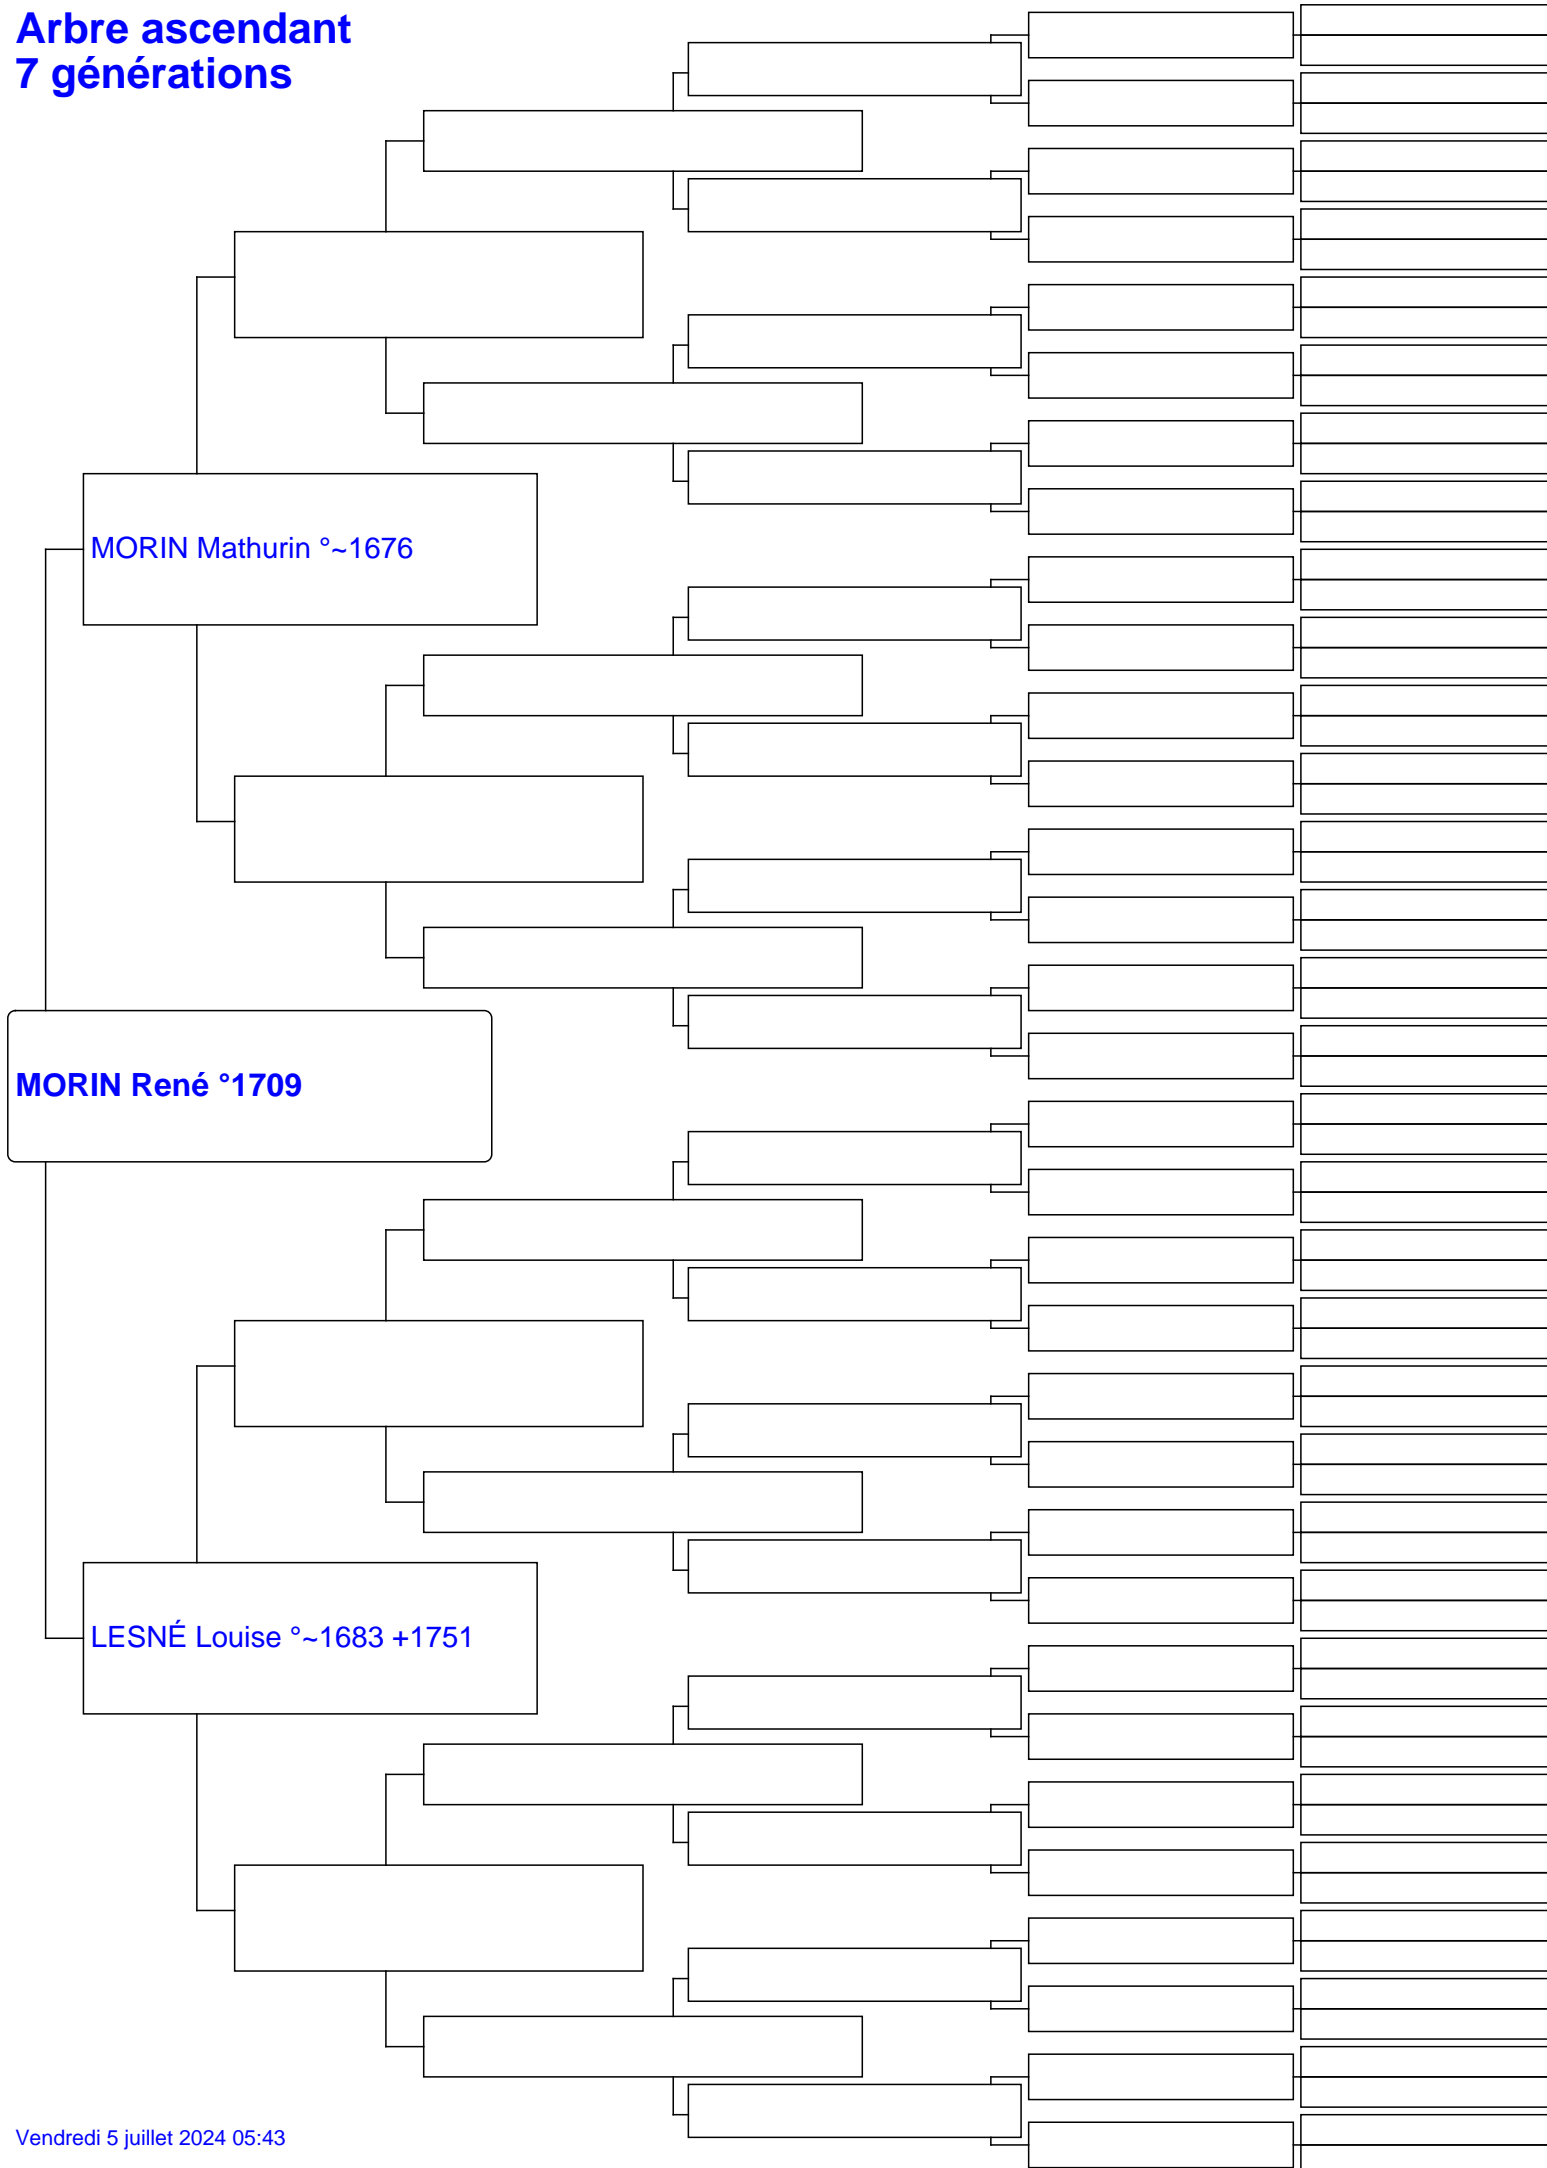 Arbre ascendant
7 générations
MORIN Mathurin °~1676
MORIN René °1709
LESNÉ Louise °~1683 +1751
Vendredi 5 juillet 2024 05:43